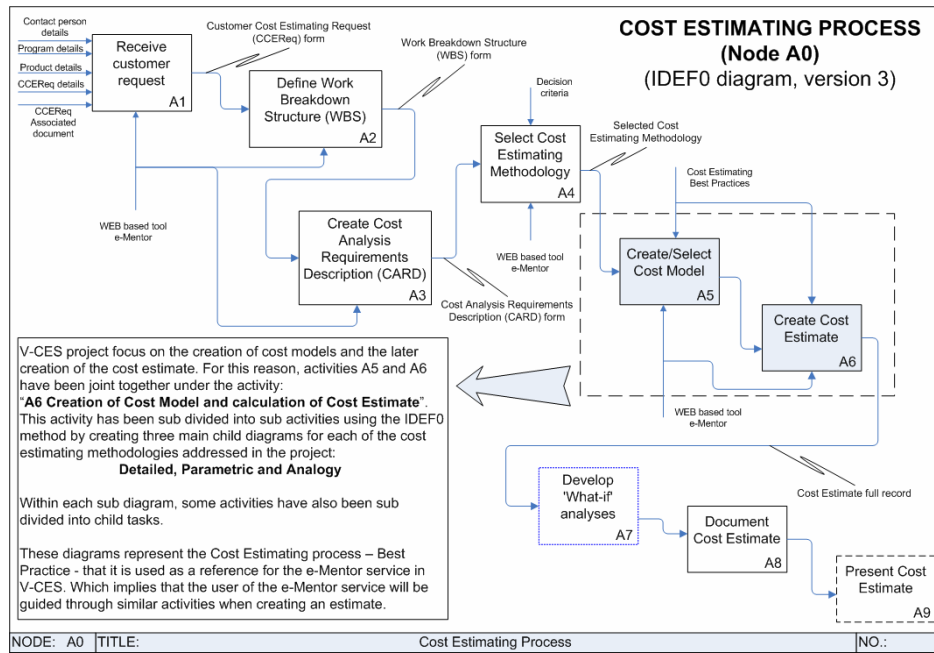 COST ESTIMATING PROCESS
(Node A0)
(IDEF0 diagram, version 3)
Contact person
details
Program details
Product details
CCEReq details
CCEReq
Associated
document
Receive
customer
request
A1
Customer Cost Estimating Request
(CCEReq) form
Define Work
Breakdown
Structure (WBS)
A2
Work Breakdown Structure
(WBS) form
WEB based tool
e-Mentor
Create Cost
Analysis
Requirements
Description (CARD)
A3
Cost Analysis Requirements
Description (CARD) form
Decision
criteria
Select Cost
Estimating
Methodology
A4
Selected Cost
Estimating Methodology
WEB based tool
e-Mentor
Cost Estimating
Best Practices
Create/Select
Cost Model
A5
Create Cost
Estimate
A6
WEB based tool
e-Mentor
Cost Estimate full record
Develop
'What-if'
analyses
A7
Document
Cost Estimate
A8
Present Cost
Estimate
A9
V-CES project focus on the creation of cost models and the later
creation of the cost estimate. For this reason, activities A5 and A6
have been joint together under the activity:
“A6 Creation of Cost Model and calculation of Cost Estimate”.
This activity has been sub divided into sub activities using the IDEF0
method by creating three main child diagrams for each of the cost
estimating methodologies addressed in the project:
Detailed, Parametric and Analogy
Within each sub diagram, some activities have also been sub
divided into child tasks.
These diagrams represent the Cost Estimating process – Best
Practice - that it is used as a reference for the e-Mentor service in
V-CES. Which implies that the user of the e-Mentor service will be
guided through similar activities when creating an estimate.
NODE: A0 TITLE: Cost Estimating Process NO.: